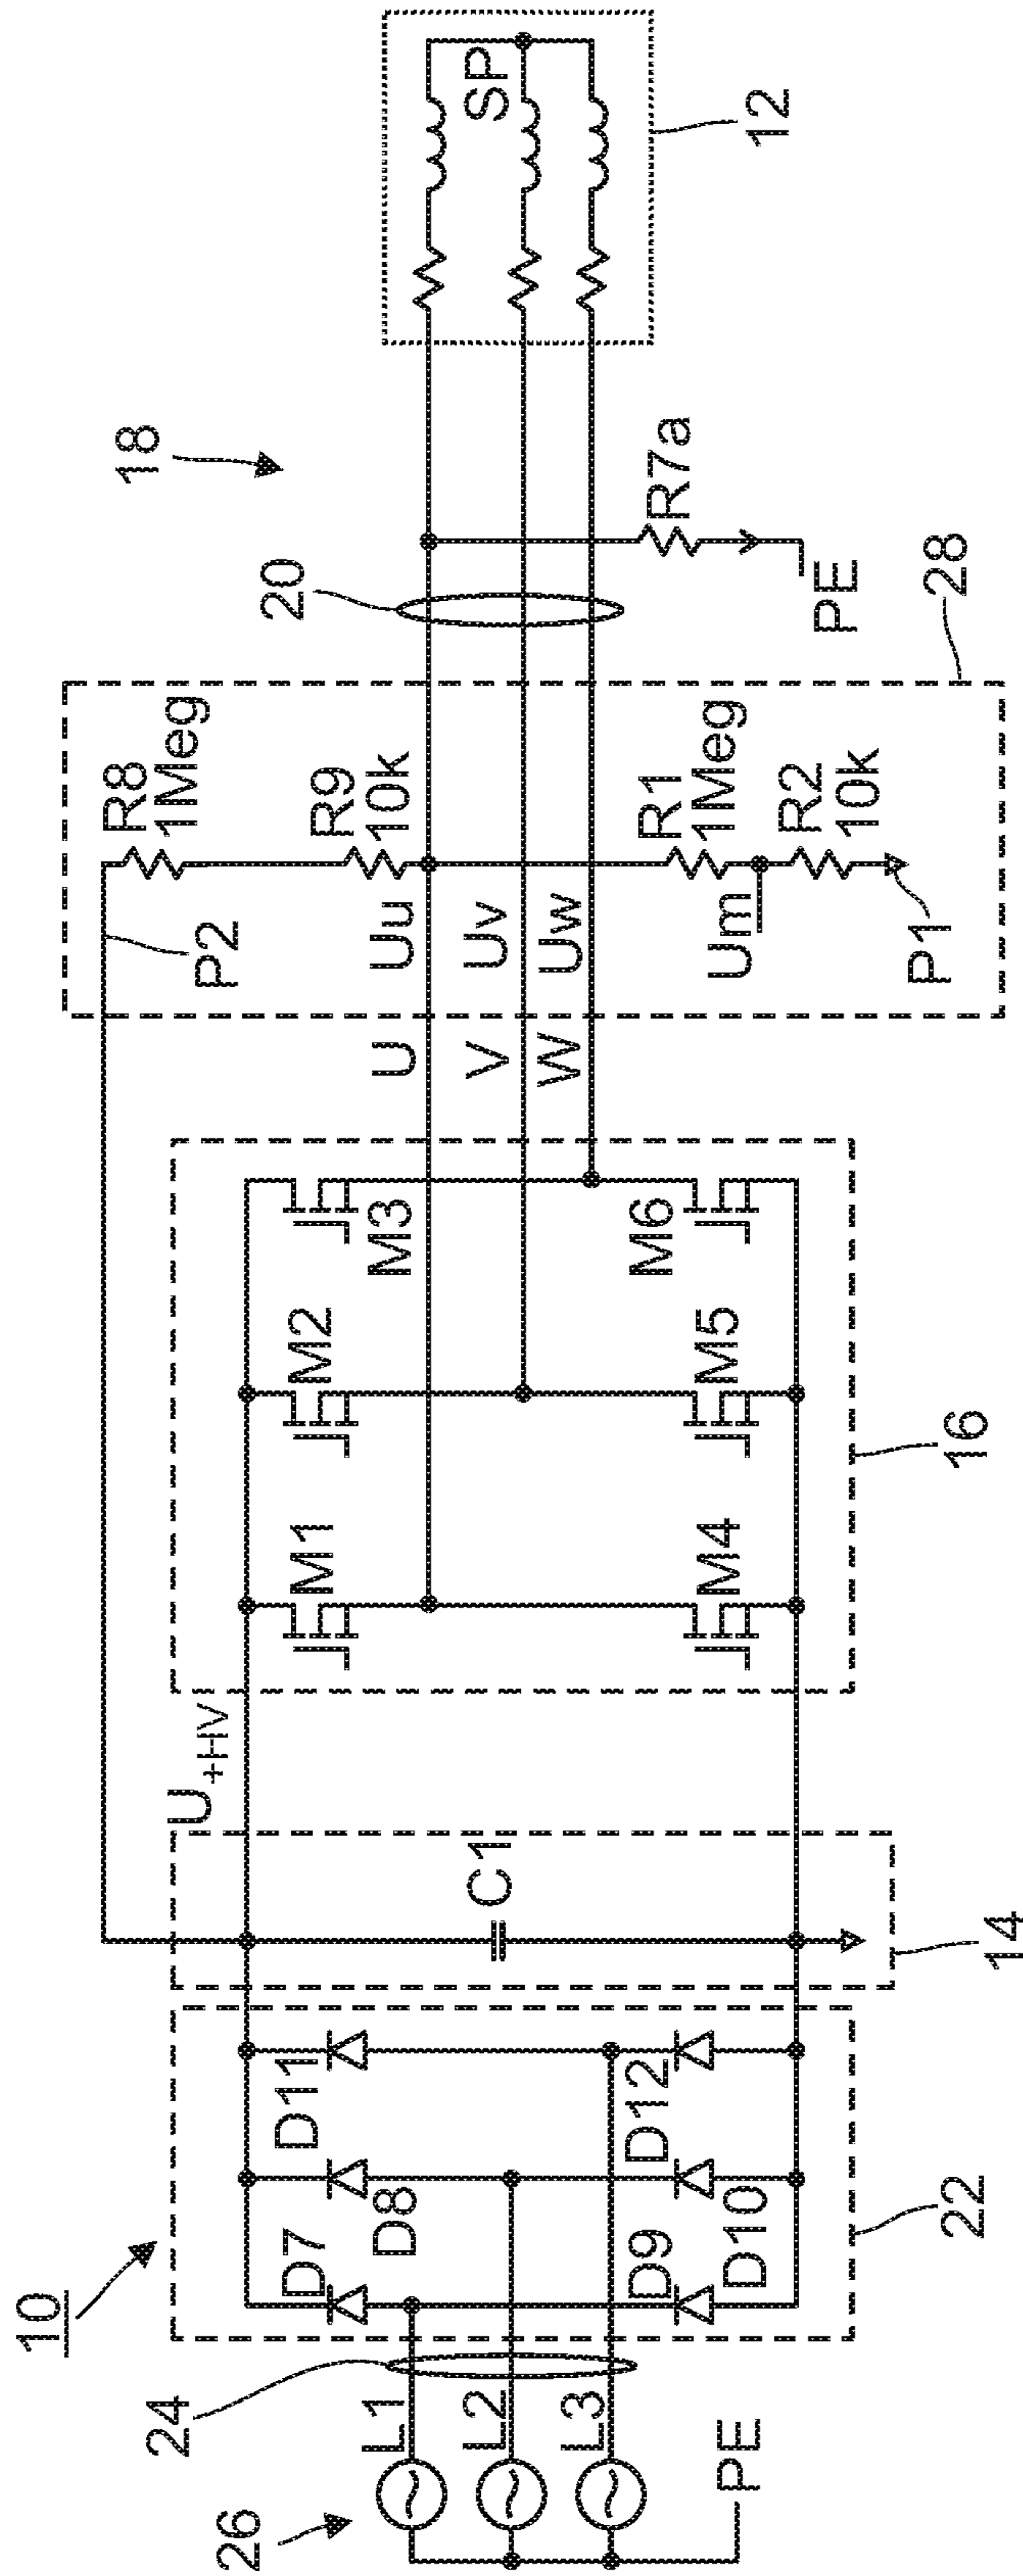 10
26
24
L1
L2
L3
PE
D7
D8
D11
D9
D10
D12
22
C1
14
U+HV
M1
M2
M3
M4
M5
M6
16
U
V
W
P2
R8
1Meg
R9
10k
Uu
Uv
Uw
R1
1Meg
Um
R2
10k
P1
28
20
18
R7a
PE
SP
12